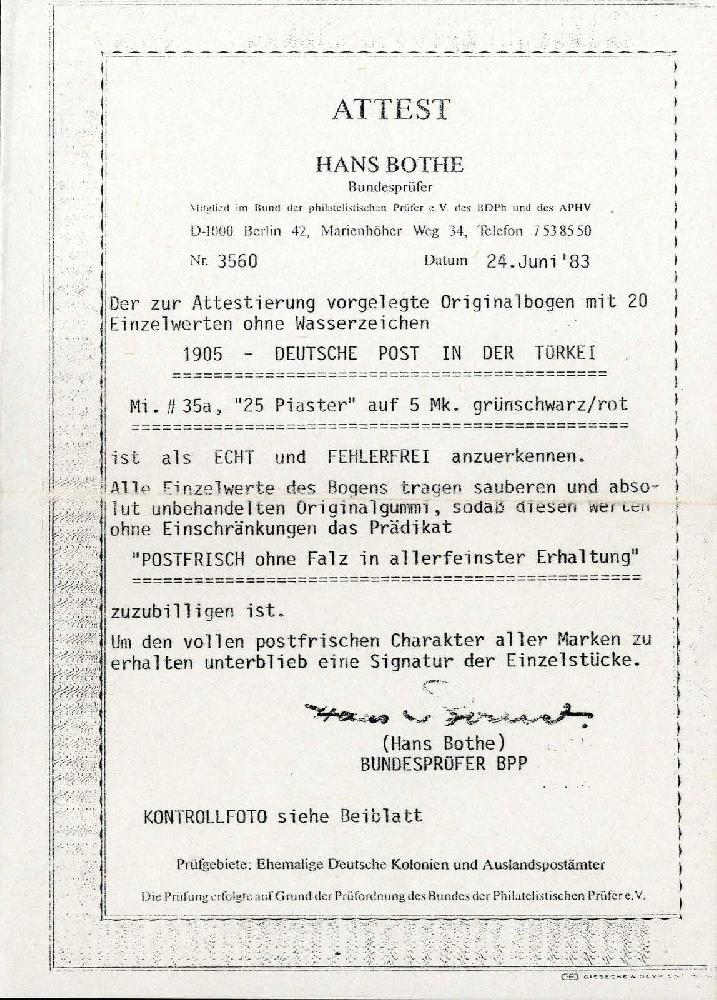 ATTEST
HANS BOTHE
Bundesprüfer
Mitglied im Bund der philatelistischen Prüfer e.V. des BDPh und des APHV
D-1000 Berlin 42, Marienhöher Weg 34, Telefon 7538550
Nr. 3560 Datum 24.Juni '83
Der zur Attestierung vorgelegte Originalbogen mit 20
Einzelwerten ohne Wasserzeichen
1905 - DEUTSCHE POST IN DER TÜRKEI
=========================================
Mi. # 35a, "25 Piaster" auf 5 Mk. grünschwarz/rot
================================================
ist als ECHT und FEHLERFREI anzuerkennen.
Alle Einzelwerte des Bogens tragen sauberen und abso-
lut unbehandelten Originalgummi, sodaß diesen Werten
ohne Einschränkungen das Prädikat
"POSTFRISCH ohne Falz in allerfeinster Erhaltung"
=================================================
zuzubilligen ist.
Um den vollen postfrischen Charakter aller Marken zu
erhalten unterblieb eine Signatur der Einzelstücke.
(Hans Bothe)
BUNDESPRÜFER BPP
KONTROLLFOTO siehe Beiblatt
Prüfgebiete: Ehemalige Deutsche Kolonien und Auslandspostämter
Die Prüfung erfolgte auf Grund der Prüfordnung des Bundes der Philatelistischen Prüfer e.V.